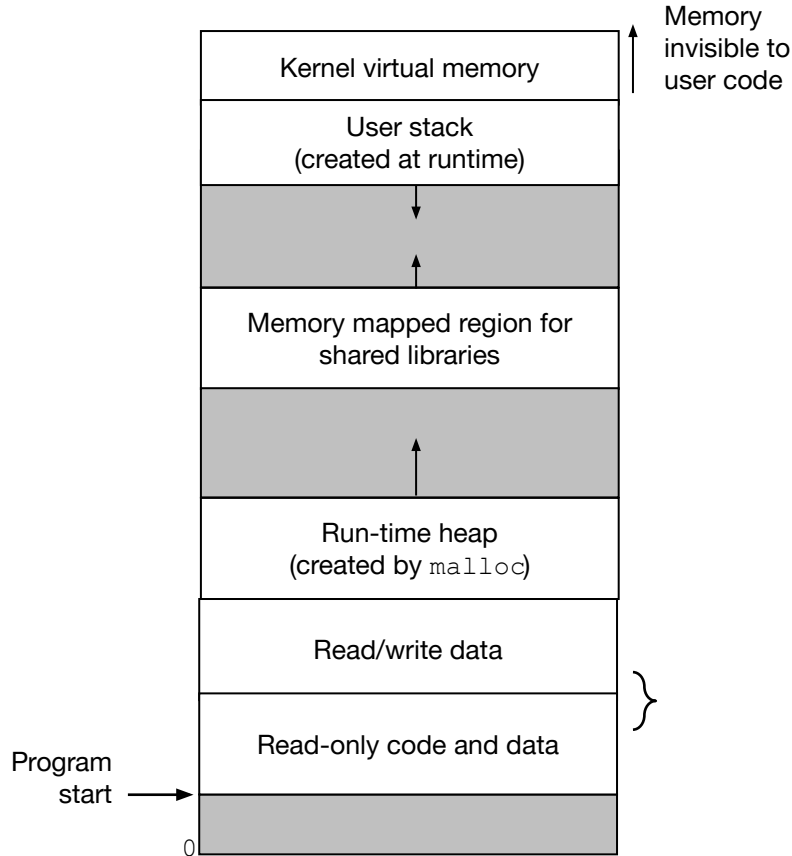 Memory
invisible to
user code
Kernel virtual memory
User stack
(created at runtime)
Memory mapped region for
shared libraries
Run-time heap
(created by malloc)
Read/write data
Read-only code and data
Program
start
0